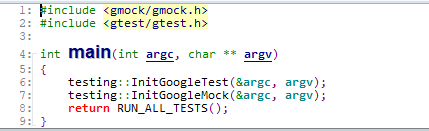 1: #include <gmock/gmock.h>
2: #include <gtest/gtest.h>
3:
4: int main(int argc, char ** argv)
5: {
6:     testing::InitGoogleTest(&argc, argv);
7:     testing::InitGoogleMock(&argc, argv);
8:     return RUN_ALL_TESTS();
9: }